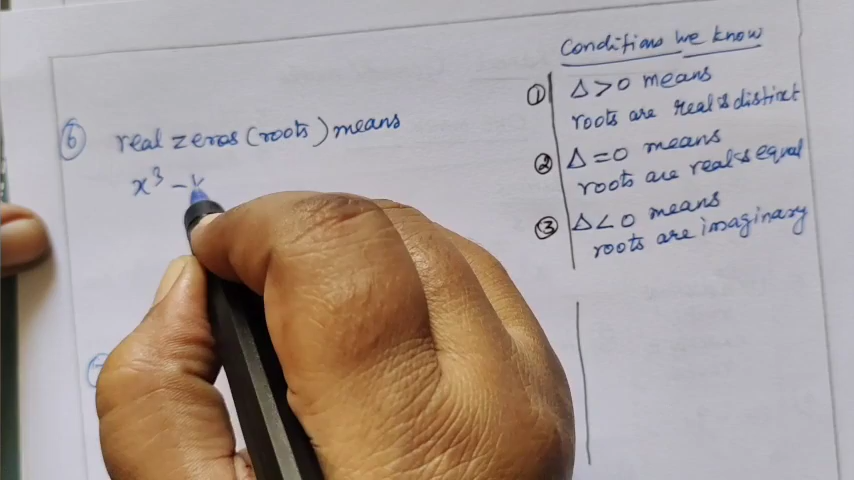 ⑥ real zeros (roots) means
x³ -
Conditions we know
① Δ>0 means
roots are real & distinct
② Δ=0 means
roots are real & equal
③ Δ<0 means
roots are imaginary